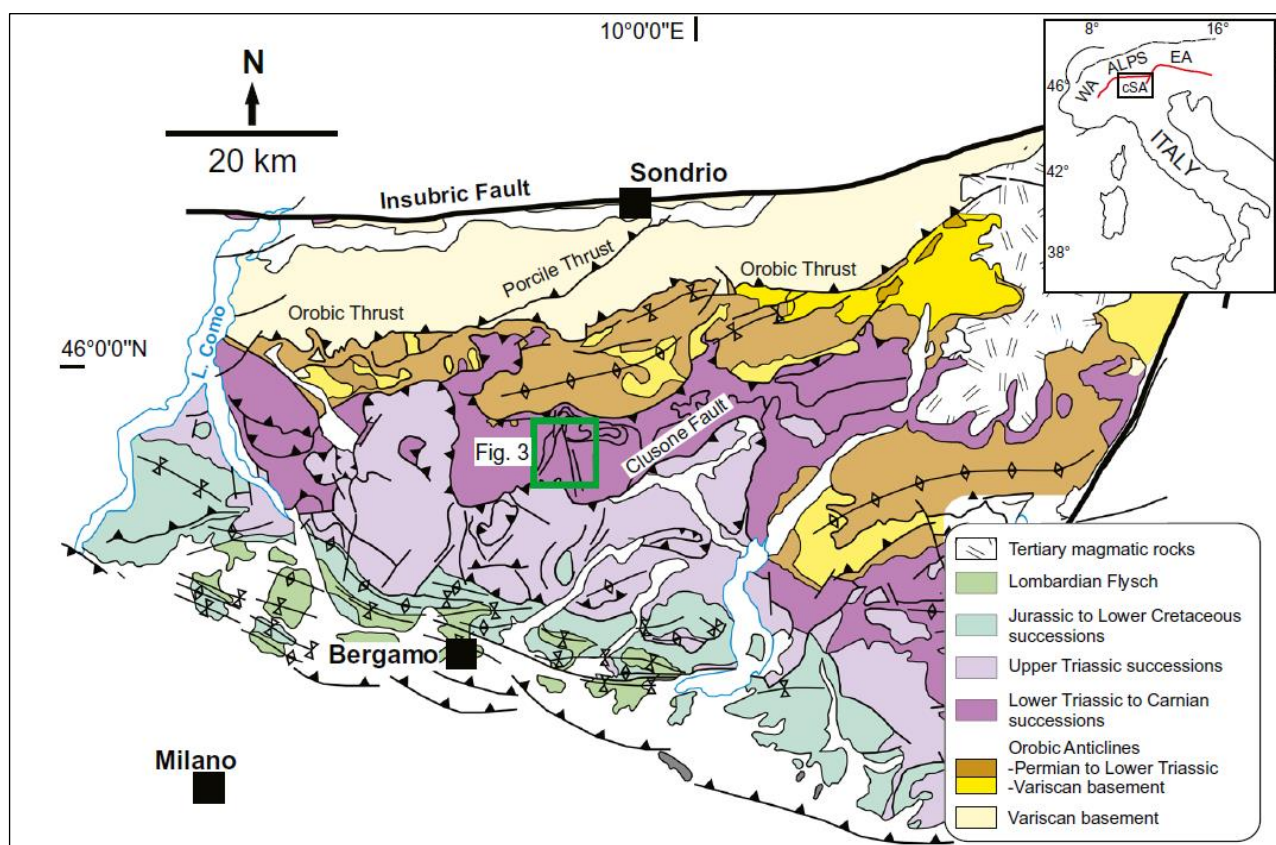 10°0'0"E
N
20 km
Insubric Fault
Sondrio
Porcile Thrust
Orobic Thrust
Orobic Thrust
L. Como
46°0'0"N
Fig. 3
Clusone Fault
Bergamo
Milano
8°
16°
ALPS
EA
WA
cSA
46°
42°
38°
ITALY
Tertiary magmatic rocks
Lombardian Flysch
Jurassic to Lower Cretaceous
successions
Upper Triassic successions
Lower Triassic to Carnian
successions
Orobic Anticlines
-Permian to Lower Triassic
-Variscan basement
Variscan basement